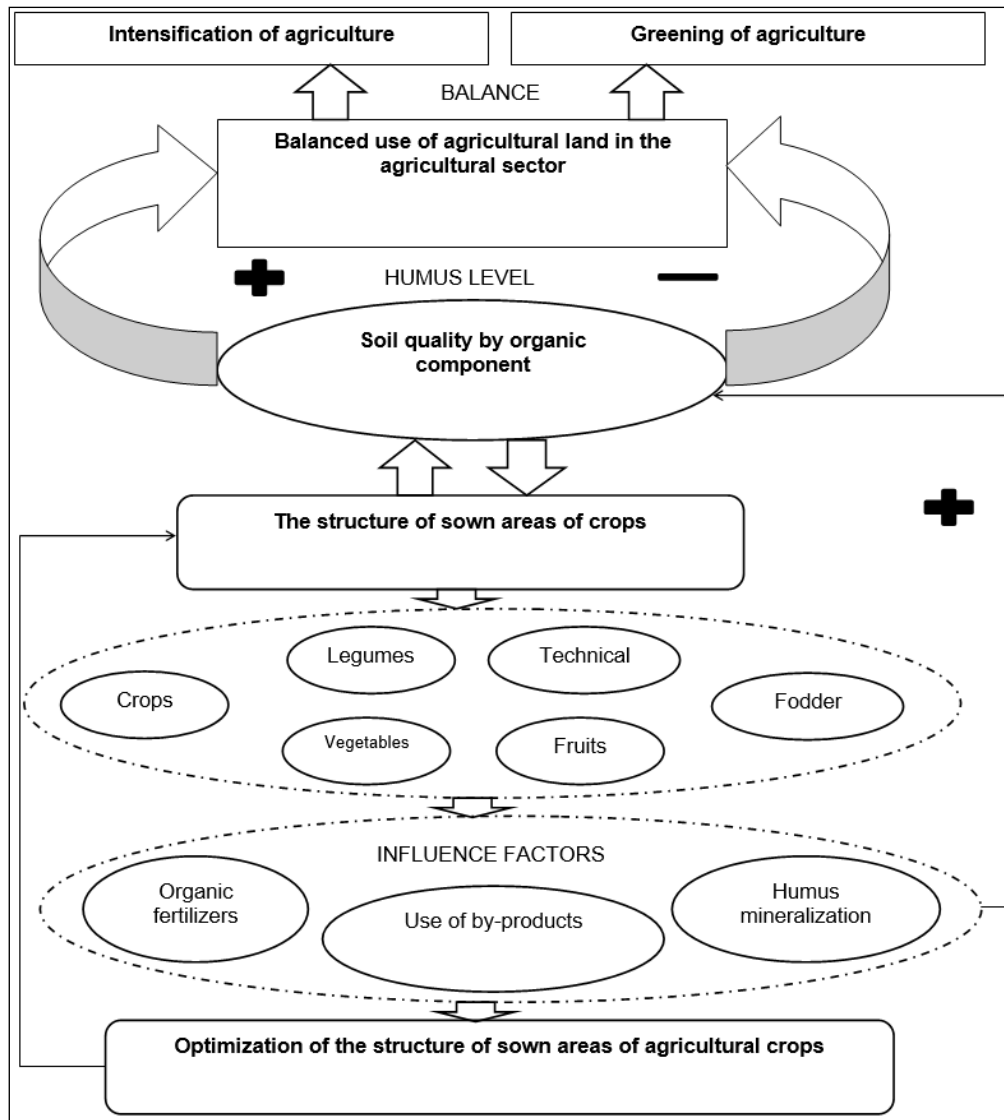 Intensification of agriculture
Greening of agriculture
BALANCE
Balanced use of agricultural land in the
agricultural sector
HUMUS LEVEL
Soil quality by organic
component
The structure of sown areas of crops
Legumes
Technical
Crops
Fodder
Vegetables
Fruits
INFLUENCE FACTORS
Organic
fertilizers
Use of by-products
Humus
mineralization
Optimization of the structure of sown areas of agricultural crops